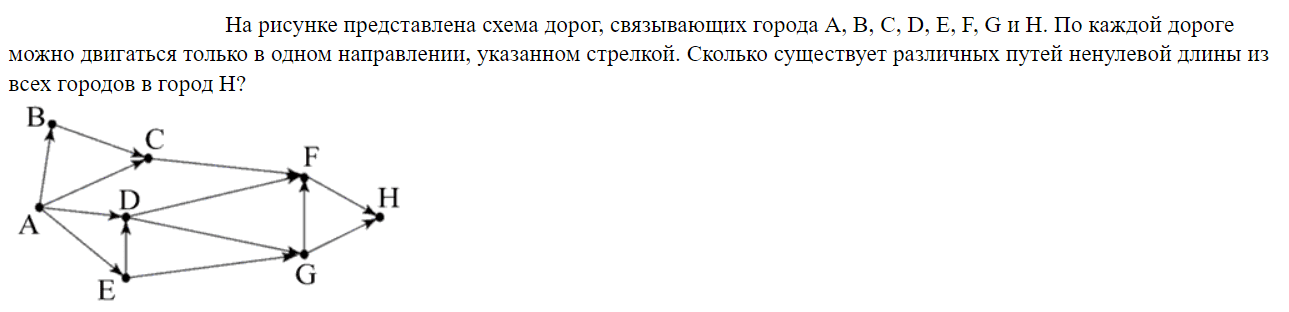 На рисунке представлена схема дорог, связывающих города A, B, C, D, E, F, G и H. По каждой дороге
можно двигаться только в одном направлении, указанном стрелкой. Сколько существует различных путей ненулевой длины из
всех городов в город H?
B
C
F
D
H
A
G
E